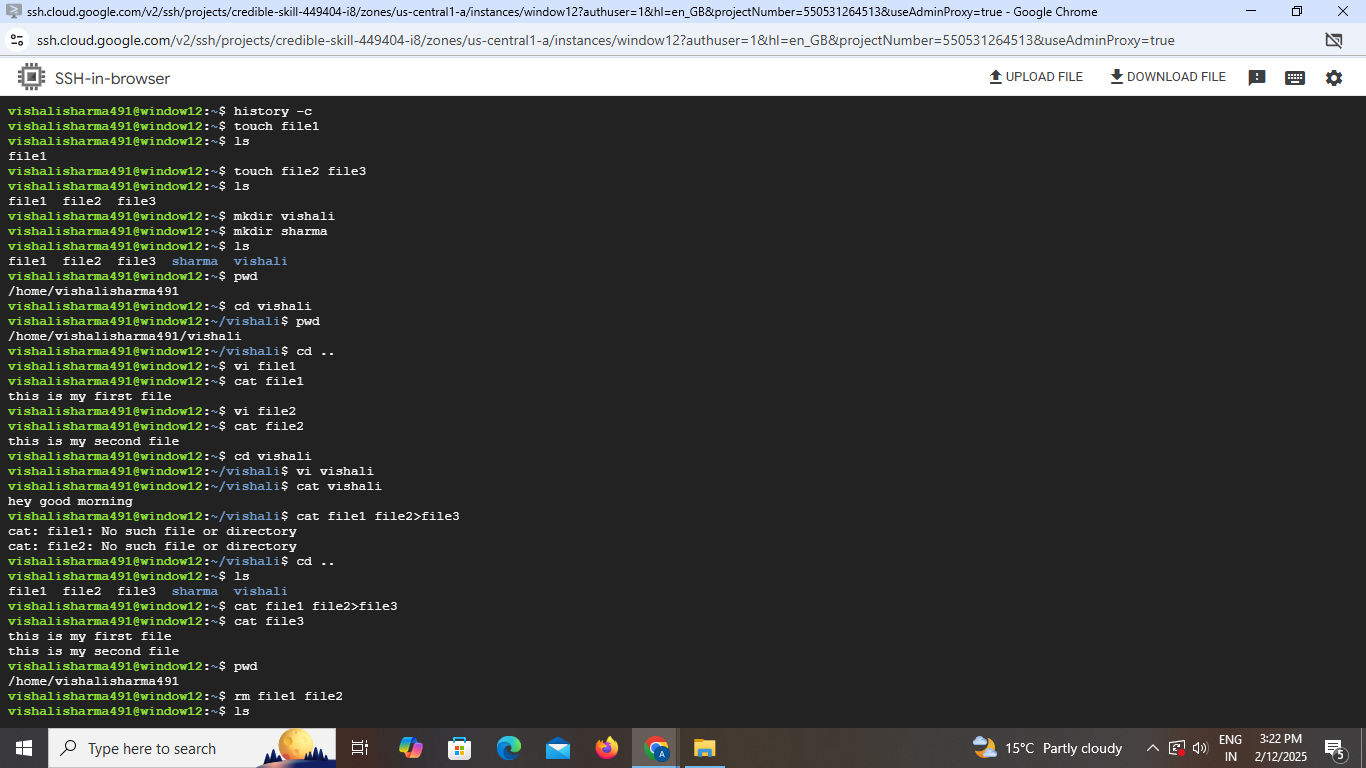 ssh.cloud.google.com/v2/ssh/projects/credible-skill-449404-i8/zones/us-central1-a/instances/window12?authuser=1&hl=en_GB&projectNumber=550531264513&useAdminProxy=true - Google Chrome
ssh.cloud.google.com/v2/ssh/projects/credible-skill-449404-i8/zones/us-central1-a/instances/window12?authuser=1&hl=en_GB&projectNumber=550531264513&useAdminProxy=true
SSH-in-browser UPLOAD FILE DOWNLOAD FILE
vishalisharma491@window12:~$ history -c
vishalisharma491@window12:~$ touch file1
vishalisharma491@window12:~$ ls
file1
vishalisharma491@window12:~$ touch file2 file3
vishalisharma491@window12:~$ ls
file1  file2  file3
vishalisharma491@window12:~$ mkdir vishali
vishalisharma491@window12:~$ mkdir sharma
vishalisharma491@window12:~$ ls
file1  file2  file3  sharma  vishali
vishalisharma491@window12:~$ pwd
/home/vishalisharma491
vishalisharma491@window12:~$ cd vishali
vishalisharma491@window12:~/vishali$ pwd
/home/vishalisharma491/vishali
vishalisharma491@window12:~/vishali$ cd ..
vishalisharma491@window12:~$ vi file1
vishalisharma491@window12:~$ cat file1
this is my first file
vishalisharma491@window12:~$ vi file2
vishalisharma491@window12:~$ cat file2
this is my second file
vishalisharma491@window12:~$ cd vishali
vishalisharma491@window12:~/vishali$ vi vishali
vishalisharma491@window12:~/vishali$ cat vishali
hey good morning
vishalisharma491@window12:~/vishali$ cat file1 file2>file3
cat: file1: No such file or directory
cat: file2: No such file or directory
vishalisharma491@window12:~/vishali$ cd ..
vishalisharma491@window12:~$ ls
file1  file2  file3  sharma  vishali
vishalisharma491@window12:~$ cat file1 file2>file3
vishalisharma491@window12:~$ cat file3
this is my first file
this is my second file
vishalisharma491@window12:~$ pwd
/home/vishalisharma491
vishalisharma491@window12:~$ rm file1 file2
vishalisharma491@window12:~$ ls
Type here to search
A
15°C Partly cloudy
ENG
IN
3:22 PM
2/12/2025
5